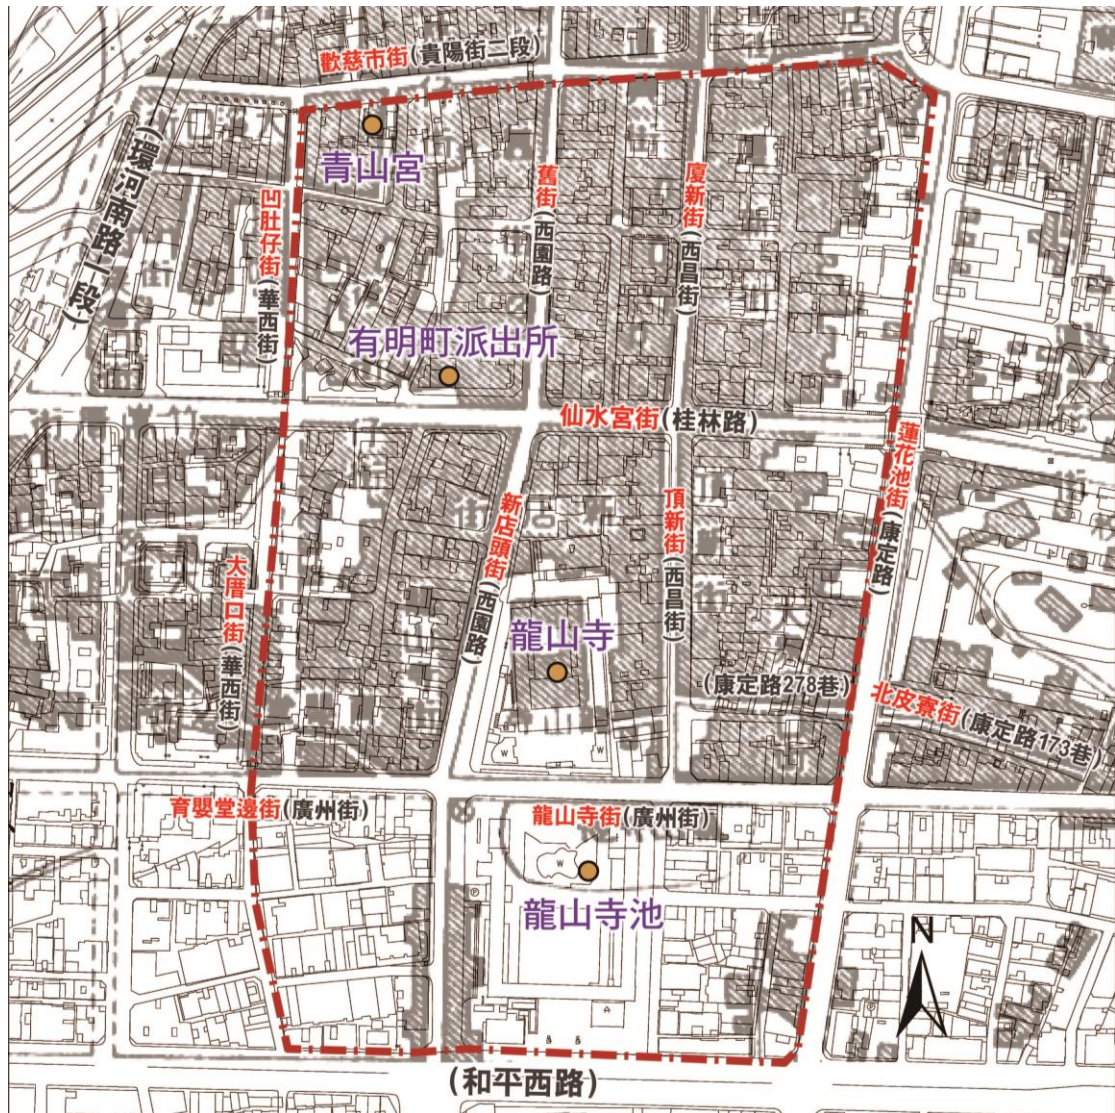 歡慈市街(貴陽街二段)
青山宮
(環河南路一段)
凹肚仔街(華西街)
舊街(西園路)
廈新街(西昌街)
有明町派出所
仙水宮街(桂林路)
蓮花池街(康定路)
新店頭街(西園路)
頂新街(西昌街)
大厝口街(華西街)
龍山寺
(康定路278巷)
北皮寮街(康定路173巷)
育嬰堂邊街(廣州街)
龍山寺街(廣州街)
龍山寺池
N
(和平西路)